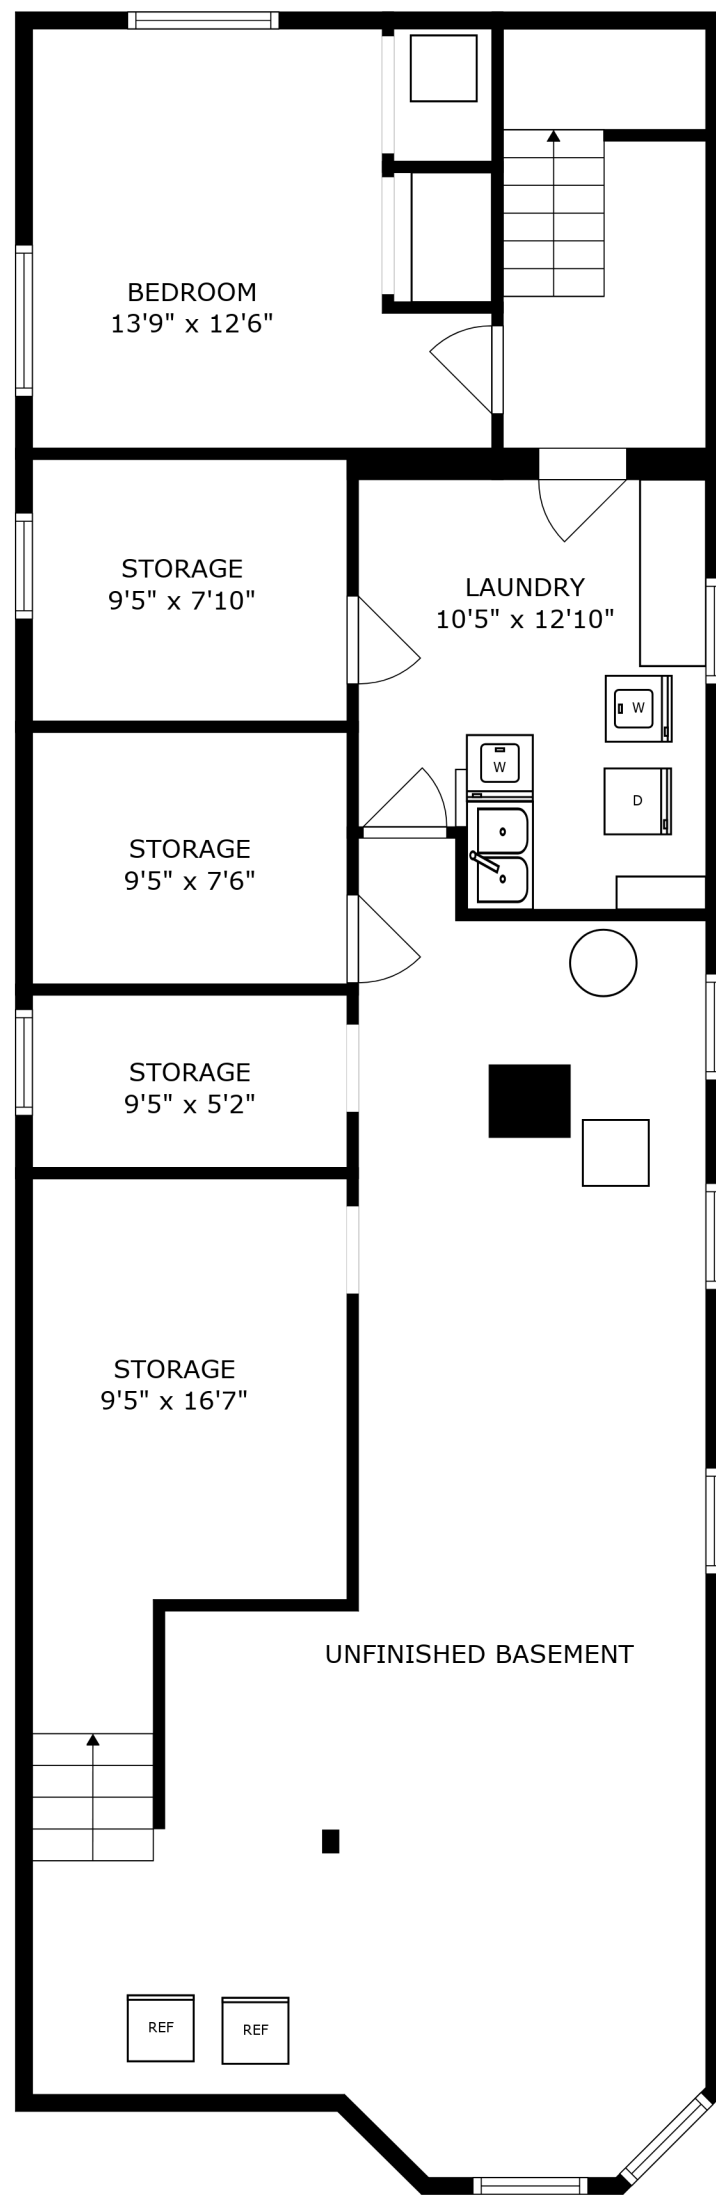 BEDROOM
13'9" x 12'6"
STORAGE
9'5" x 7'10"
LAUNDRY
10'5" x 12'10"
W
W
D
STORAGE
9'5" x 7'6"
STORAGE
9'5" x 5'2"
STORAGE
9'5" x 16'7"
UNFINISHED BASEMENT
REF
REF